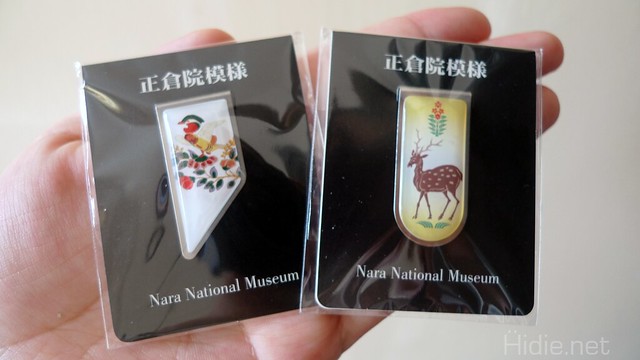 正倉院模様
Nara National Museum
正倉院模様
Nara National Museum
Hidie.net